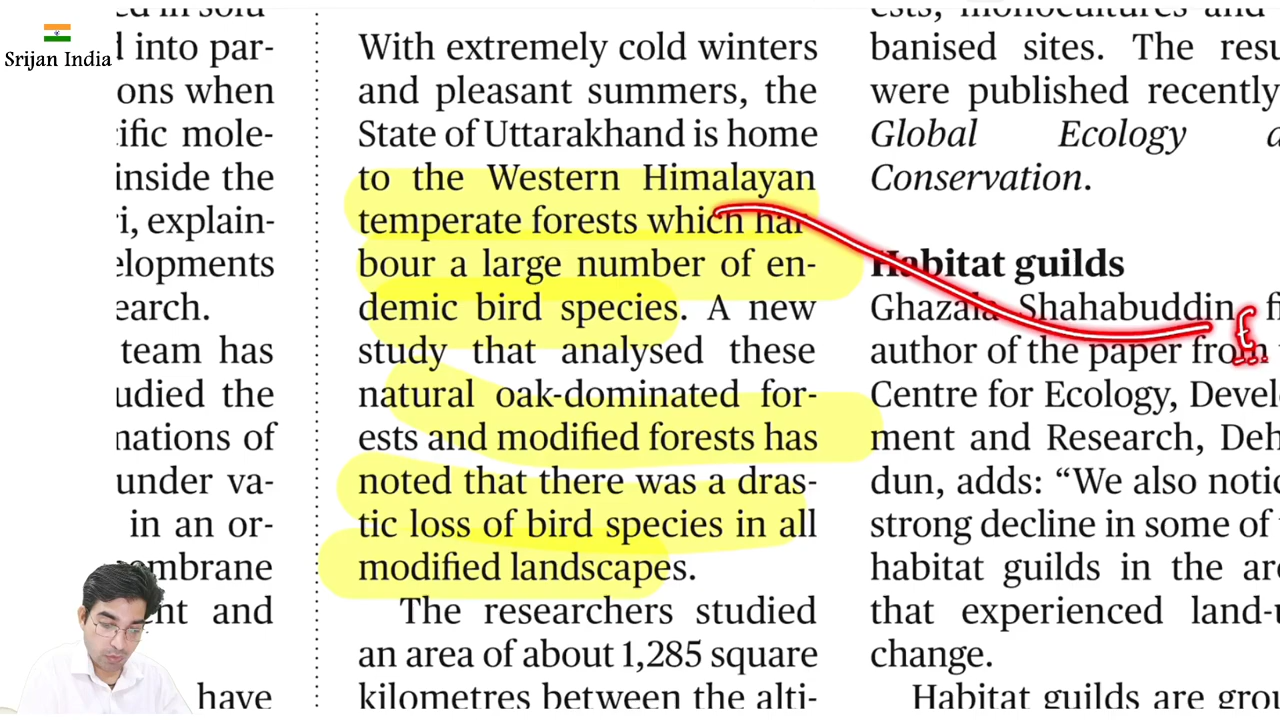 Srijan India
d into par-
ons when
ific mole-
inside the
ri, explain-
elopments
earch.
team has
udied the
nations of
under va-
in an or-
mbrane
and
have
With extremely cold winters
and pleasant summers, the
State of Uttarakhand is home
to the Western Himalayan
temperate forests which har
bour a large number of en-
demic bird species. A new
study that analysed these
natural oak-dominated for-
ests and modified forests has
noted that there was a dras-
tic loss of bird species in all
modified landscapes.
The researchers studied
an area of about 1,285 square
kilometres between the alti-
ests, monocultures and
banised sites. The resu
were published recently
Global Ecology a
Conservation.
Habitat guilds
Ghazala Shahabuddin, fi
author of the paper from
Centre for Ecology, Devel
ment and Research, Deh
dun, adds: “We also notic
strong decline in some of
habitat guilds in the are
that experienced land-u
change.
Habitat guilds are grou